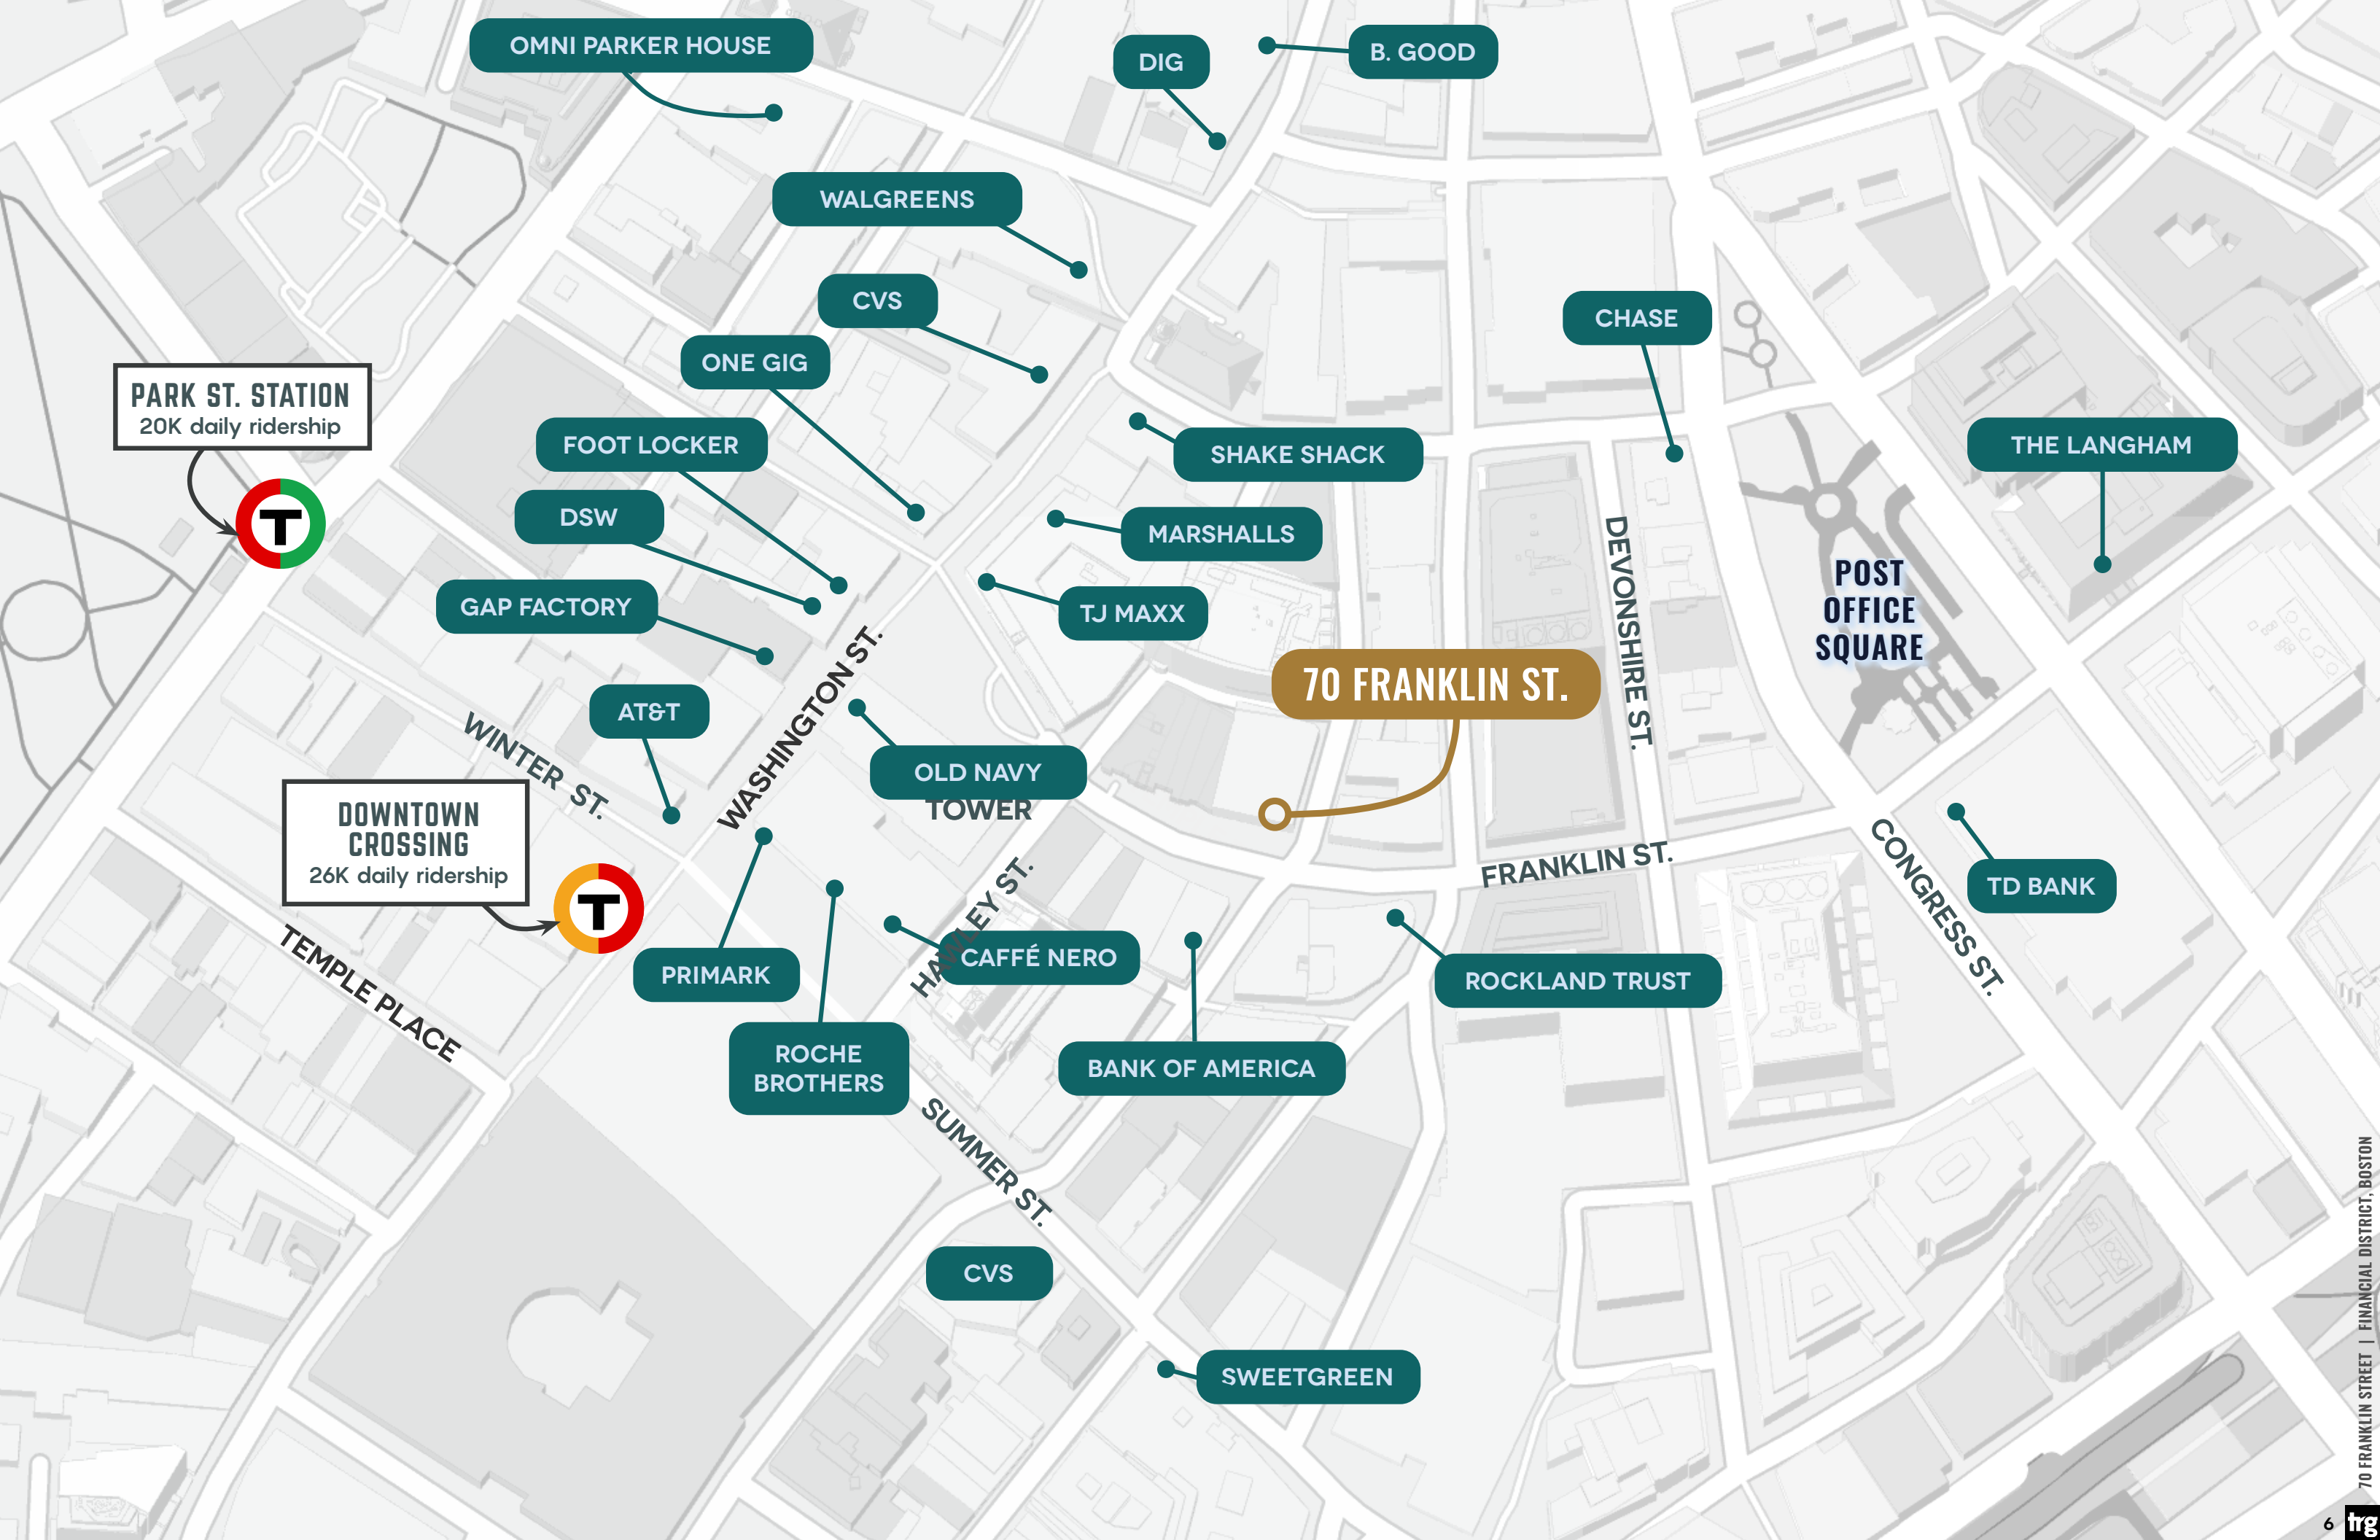 OMNI PARKER HOUSE
DIG
B. GOOD
WALGREENS
CVS
CHASE
ONE GIG
PARK ST. STATION
20K daily ridership
T
FOOT LOCKER
SHAKE SHACK
THE LANGHAM
DSW
MARSHALLS
DEVONSHIRE ST.
POST
OFFICE
SQUARE
GAP FACTORY
TJ MAXX
70 FRANKLIN ST.
WASHINGTON ST.
AT&T
WINTER ST.
OLD NAVY
TOWER
DOWNTOWN
CROSSING
26K daily ridership
T
FRANKLIN ST.
CONGRESS ST.
TD BANK
HAWLEY ST.
CAFFÉ NERO
PRIMARK
ROCKLAND TRUST
TEMPLE PLACE
ROCHE
BROTHERS
BANK OF AMERICA
SUMMER ST.
CVS
SWEETGREEN
70 FRANKLIN STREET | FINANCIAL DISTRICT, BOSTON
6
trg